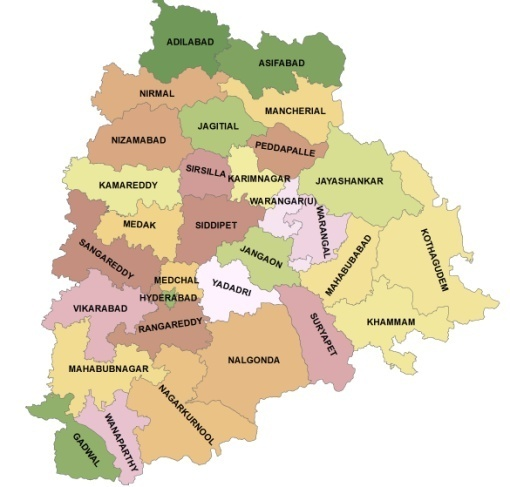 ADILABAD
ASIFABAD
NIRMAL
MANCHERIAL
JAGITIAL
NIZAMABAD
PEDDAPALLE
SIRSILLA
KARIMNAGAR
JAYASHANKAR
KAMAREDDY
WARANGAR(U)
MEDAK
SIDDIPET
WARANGAL
SANGAREDDY
JANGAON
MAHABUBABAD
KOTHAGUDEM
MEDCHAL
YADADRI
HYDERABAD
VIKARABAD
RANGAREDDY
SURYAPET
KHAMMAM
NALGONDA
MAHABUBNAGAR
NAGARKURNOOL
WANAPARTHY
GADWAL